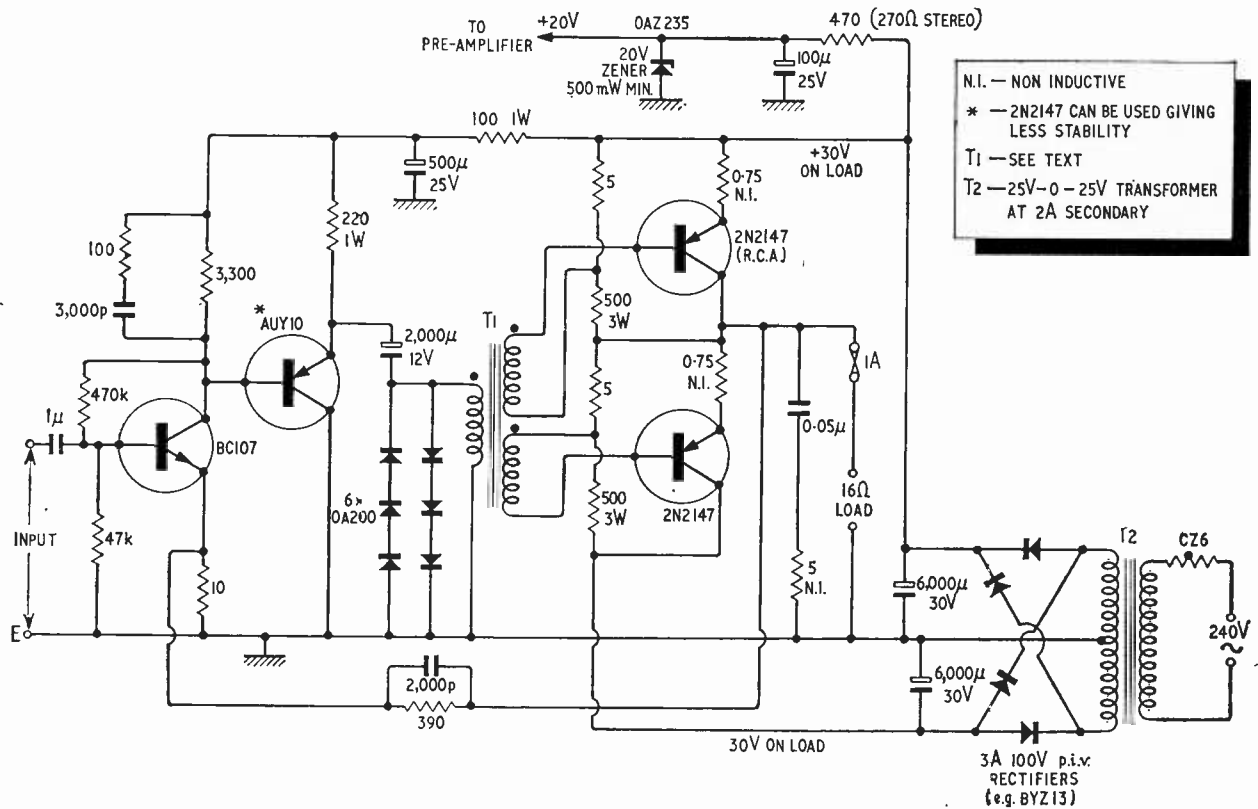 TO
PRE-AMPLIFIER
+20V
OAZ235
470 (270Ω STEREO)
20V
ZENER
500mW MIN.
100μ
25V
N.I. — NON INDUCTIVE
* — 2N2147 CAN BE USED GIVING
LESS STABILITY
T1 — SEE TEXT
T2 — 25V-0-25V TRANSFORMER
AT 2A SECONDARY
100 1W
500μ
25V
+30V
ON LOAD
5
0·75
N.I.
220
1W
100
3,300
3,000p
2N2147
(R.C.A)
*
AUY10
2,000μ
12V
T1
500
3W
0·75
N.I.
1A
470k
1μ
BC107
5
0·05μ
6x
OA200
500
3W
2N2147
16Ω
LOAD
INPUT
47k
10
5
N.I.
T2
CZ6
6,000μ
30V
240V
E
2,000p
390
6,000μ
30V
30V ON LOAD
3A 100V p.i.v.
RECTIFIERS
(e.g. BYZ13)